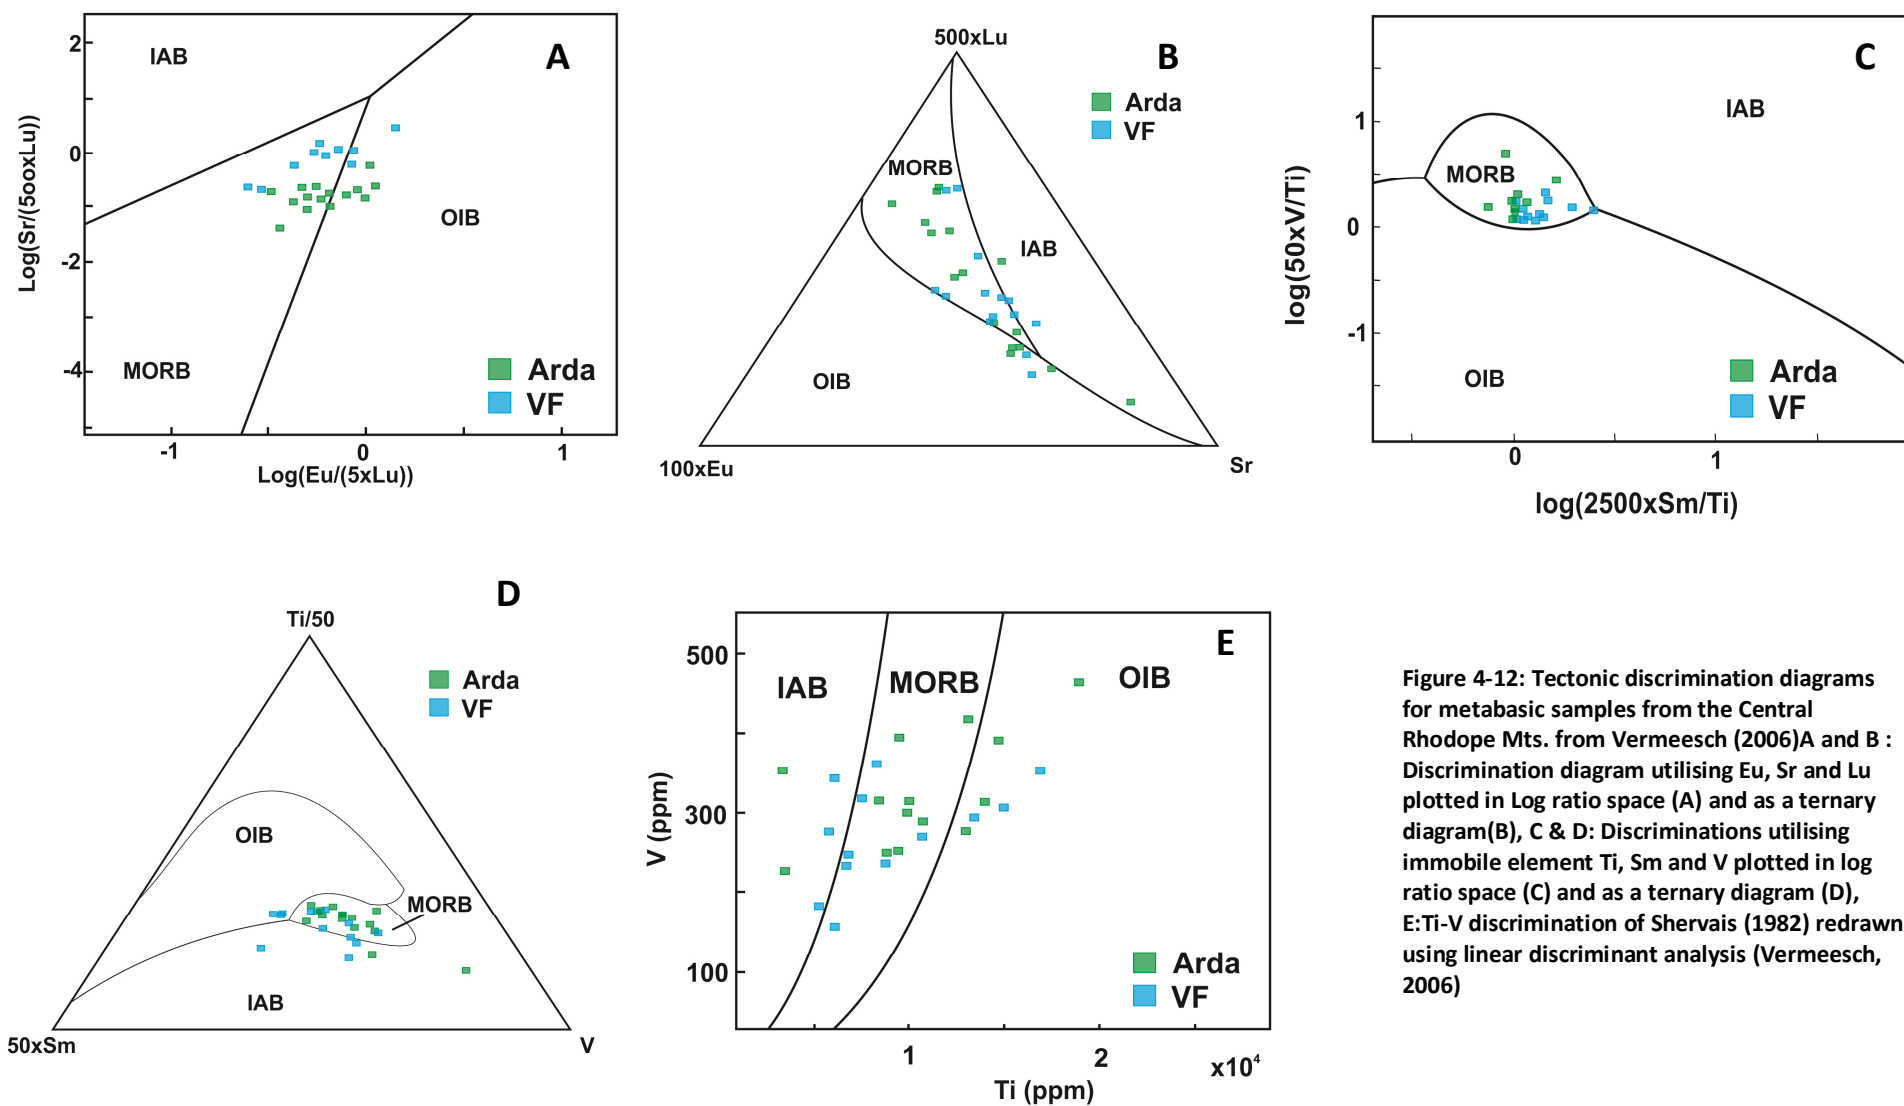 A
IAB
2
0
-2
-4
Log(Sr/(5ooxLu))
OIB
MORB
Arda
VF
-1
0
1
Log(Eu/(5xLu))
500xLu
B
Arda
VF
MORB
IAB
OIB
100xEu
Sr
C
IAB
1
0
-1
log(50xV/Ti)
MORB
OIB
Arda
VF
0
1
log(2500xSm/Ti)
D
Ti/50
Arda
VF
OIB
MORB
IAB
50xSm
V
E
500
300
100
V (ppm)
IAB
MORB
OIB
Arda
VF
1
2
x10⁴
Ti (ppm)
Figure 4-12: Tectonic discrimination diagrams
for metabasic samples from the Central
Rhodope Mts. from Vermeesch (2006)A and B :
Discrimination diagram utilising Eu, Sr and Lu
plotted in Log ratio space (A) and as a ternary
diagram(B), C & D: Discriminations utilising
immobile element Ti, Sm and V plotted in log
ratio space (C) and as a ternary diagram (D),
E:Ti-V discrimination of Shervais (1982) redrawn
using linear discriminant analysis (Vermeesch,
2006)